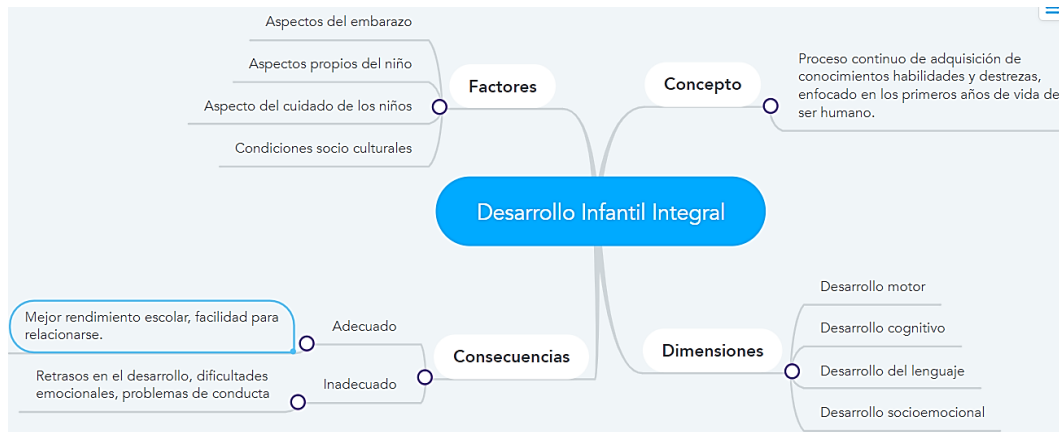 Aspectos del embarazo
Aspectos propios del niño
Aspecto del cuidado de los niños
Condiciones socio culturales
Factores
Concepto
Proceso continuo de adquisición de
conocimientos habilidades y destrezas,
enfocado en los primeros años de vida de
ser humano.
Desarrollo Infantil Integral
Mejor rendimiento escolar, facilidad para
relacionarse.
Adecuado
Retrasos en el desarrollo, dificultades
emocionales, problemas de conducta
Inadecuado
Consecuencias
Dimensiones
Desarrollo motor
Desarrollo cognitivo
Desarrollo del lenguaje
Desarrollo socioemocional